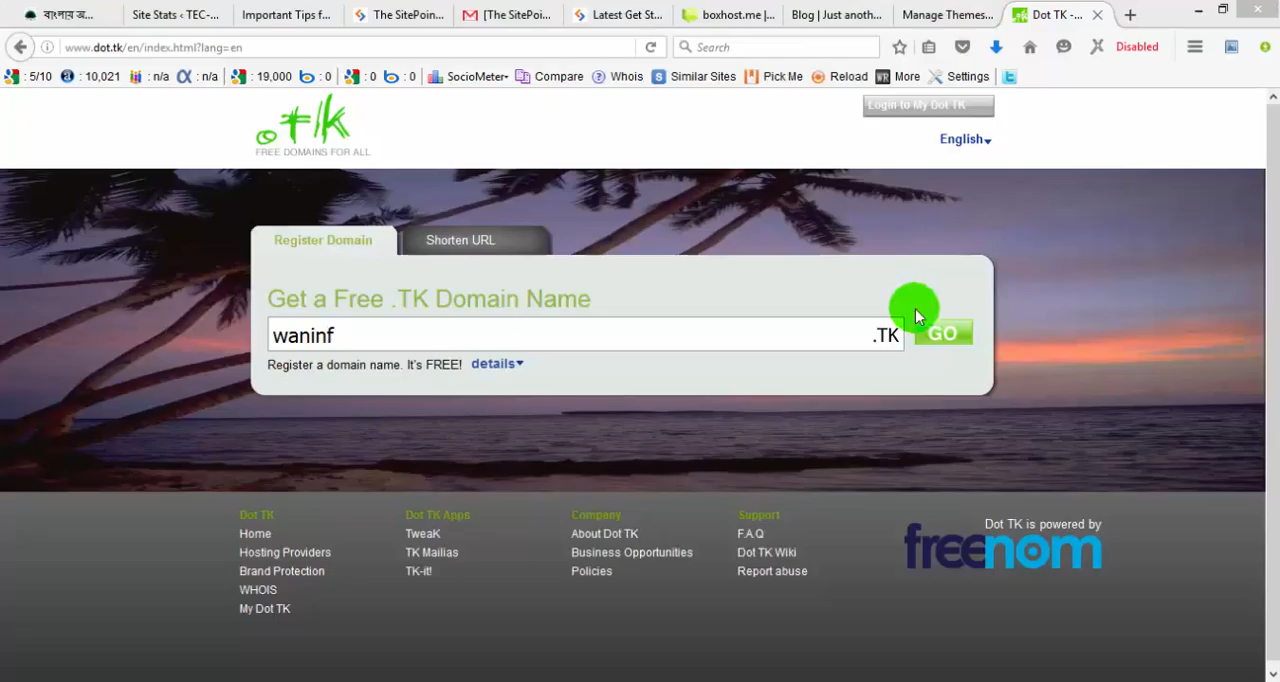 বাংলায় অ...
Site Stats ‹ TEC-...
Important Tips f...
The SitePoin...
[The SitePoi...
Latest Get St...
boxhost.me |...
Blog | Just anoth...
Manage Themes...
Dot TK -...
www.dot.tk/en/index.html?lang=en
Search
Disabled
: 5/10
: 10,021
: n/a
: n/a
: 19,000
: 0
: 0
: 0
SocioMeter
Compare
Whois
Similar Sites
Pick Me
Reload
More
Settings
Login to My Dot TK
.tk
FREE DOMAINS FOR ALL
English
Register Domain
Shorten URL
Get a Free .TK Domain Name
waninf
.TK
GO
Register a domain name. It's FREE! details
Dot TK
Home
Hosting Providers
Brand Protection
WHOIS
My Dot TK
Dot TK Apps
TweaK
TK Mailias
TK-it!
Company
About Dot TK
Business Opportunities
Policies
Support
F.A.Q
Dot TK Wiki
Report abuse
Dot TK is powered by
freenom